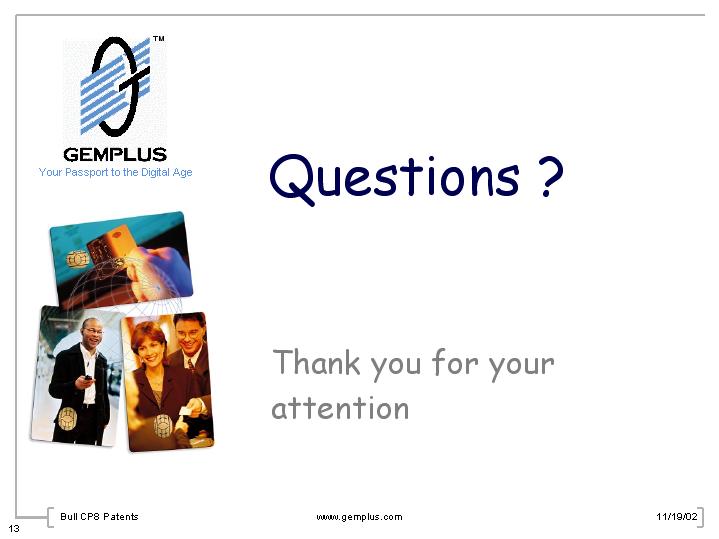 TM
GEMPLUS
Your Passport to the Digital Age
Questions ?
Thank you for your
attention
Bull CP8 Patents
www.gemplus.com
11/19/02
13